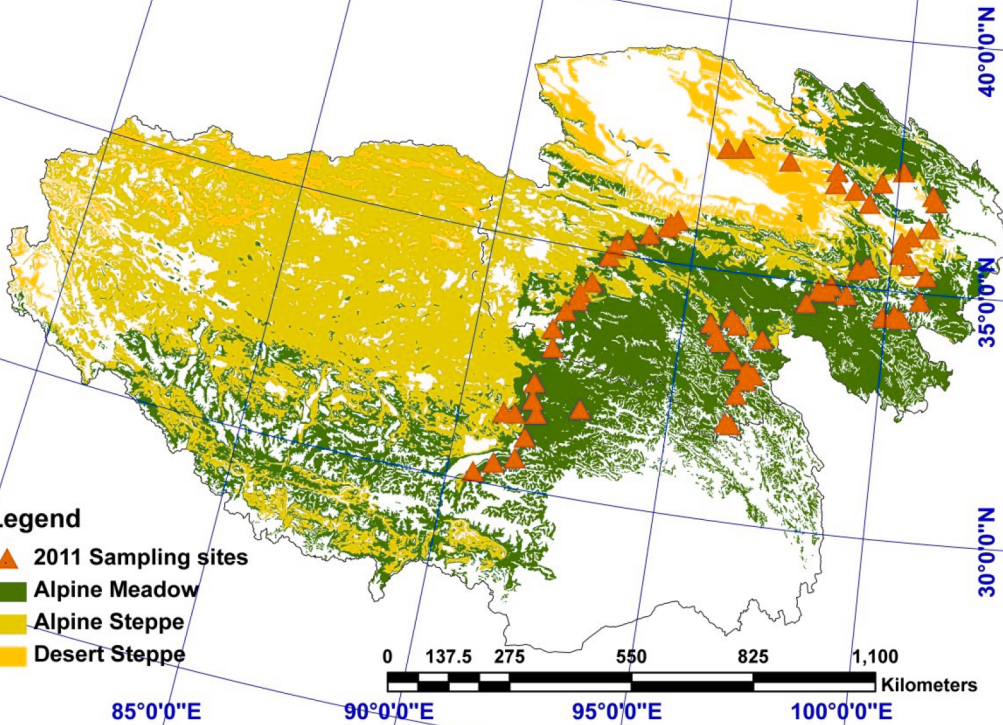 40°0'0"N
35°0'0"N
30°0'0"N
Legend
2011 Sampling sites
Alpine Meadow
Alpine Steppe
Desert Steppe
0 137.5 275 550 825 1,100
Kilometers
85°0'0"E 90°0'0"E 95°0'0"E 100°0'0"E